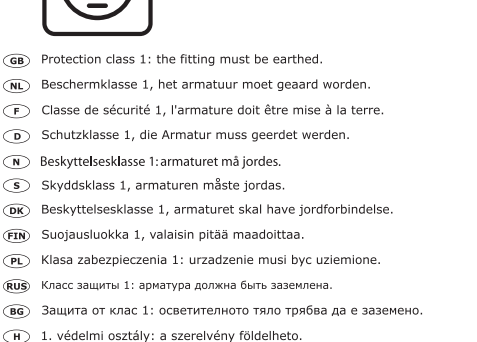 GB Protection class 1: the fitting must be earthed.
NL Beschermklasse 1, het armatuur moet geaard worden.
F Classe de sécurité 1, l'armature doit être mise à la terre.
D Schutzklasse 1, die Armatur muss geerdet werden.
N Beskyttelsesklasse 1: armaturet må jordes.
S Skyddsklass 1, armaturen måste jordas.
DK Beskyttelsesklasse 1, armaturet skal have jordforbindelse.
FIN Suojausluokka 1, valaisin pitää maadoittaa.
PL Klasa zabezpieczenia 1: urzadzenie musi byc uziemione.
RUS Класс защиты 1: арматура должна быть заземлена.
BG Защита от клас 1: осветителното тяло трябва да е заземено.
H 1. védelmi osztály: a szerelvény földelheto.